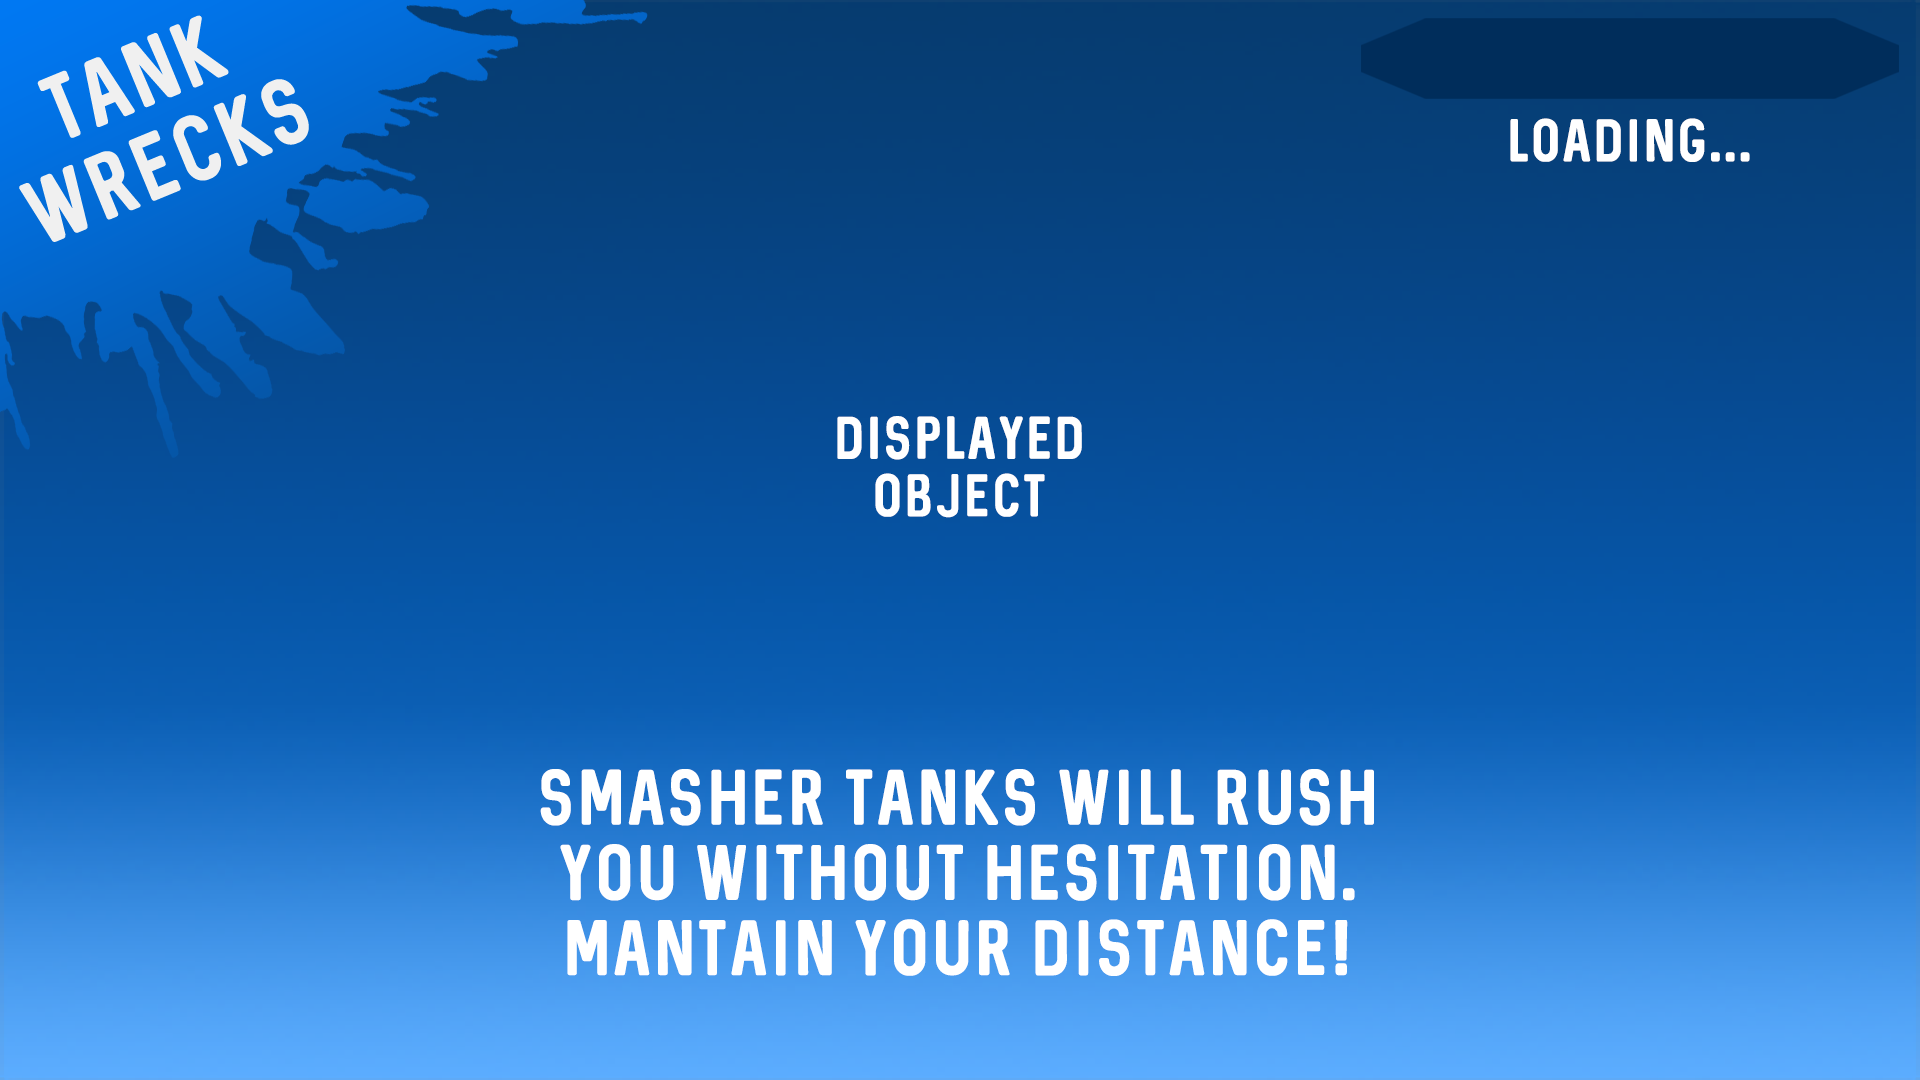 TANK
WRECKS
LOADING...
DISPLAYED
OBJECT
SMASHER TANKS WILL RUSH
YOU WITHOUT HESITATION.
MANTAIN YOUR DISTANCE!